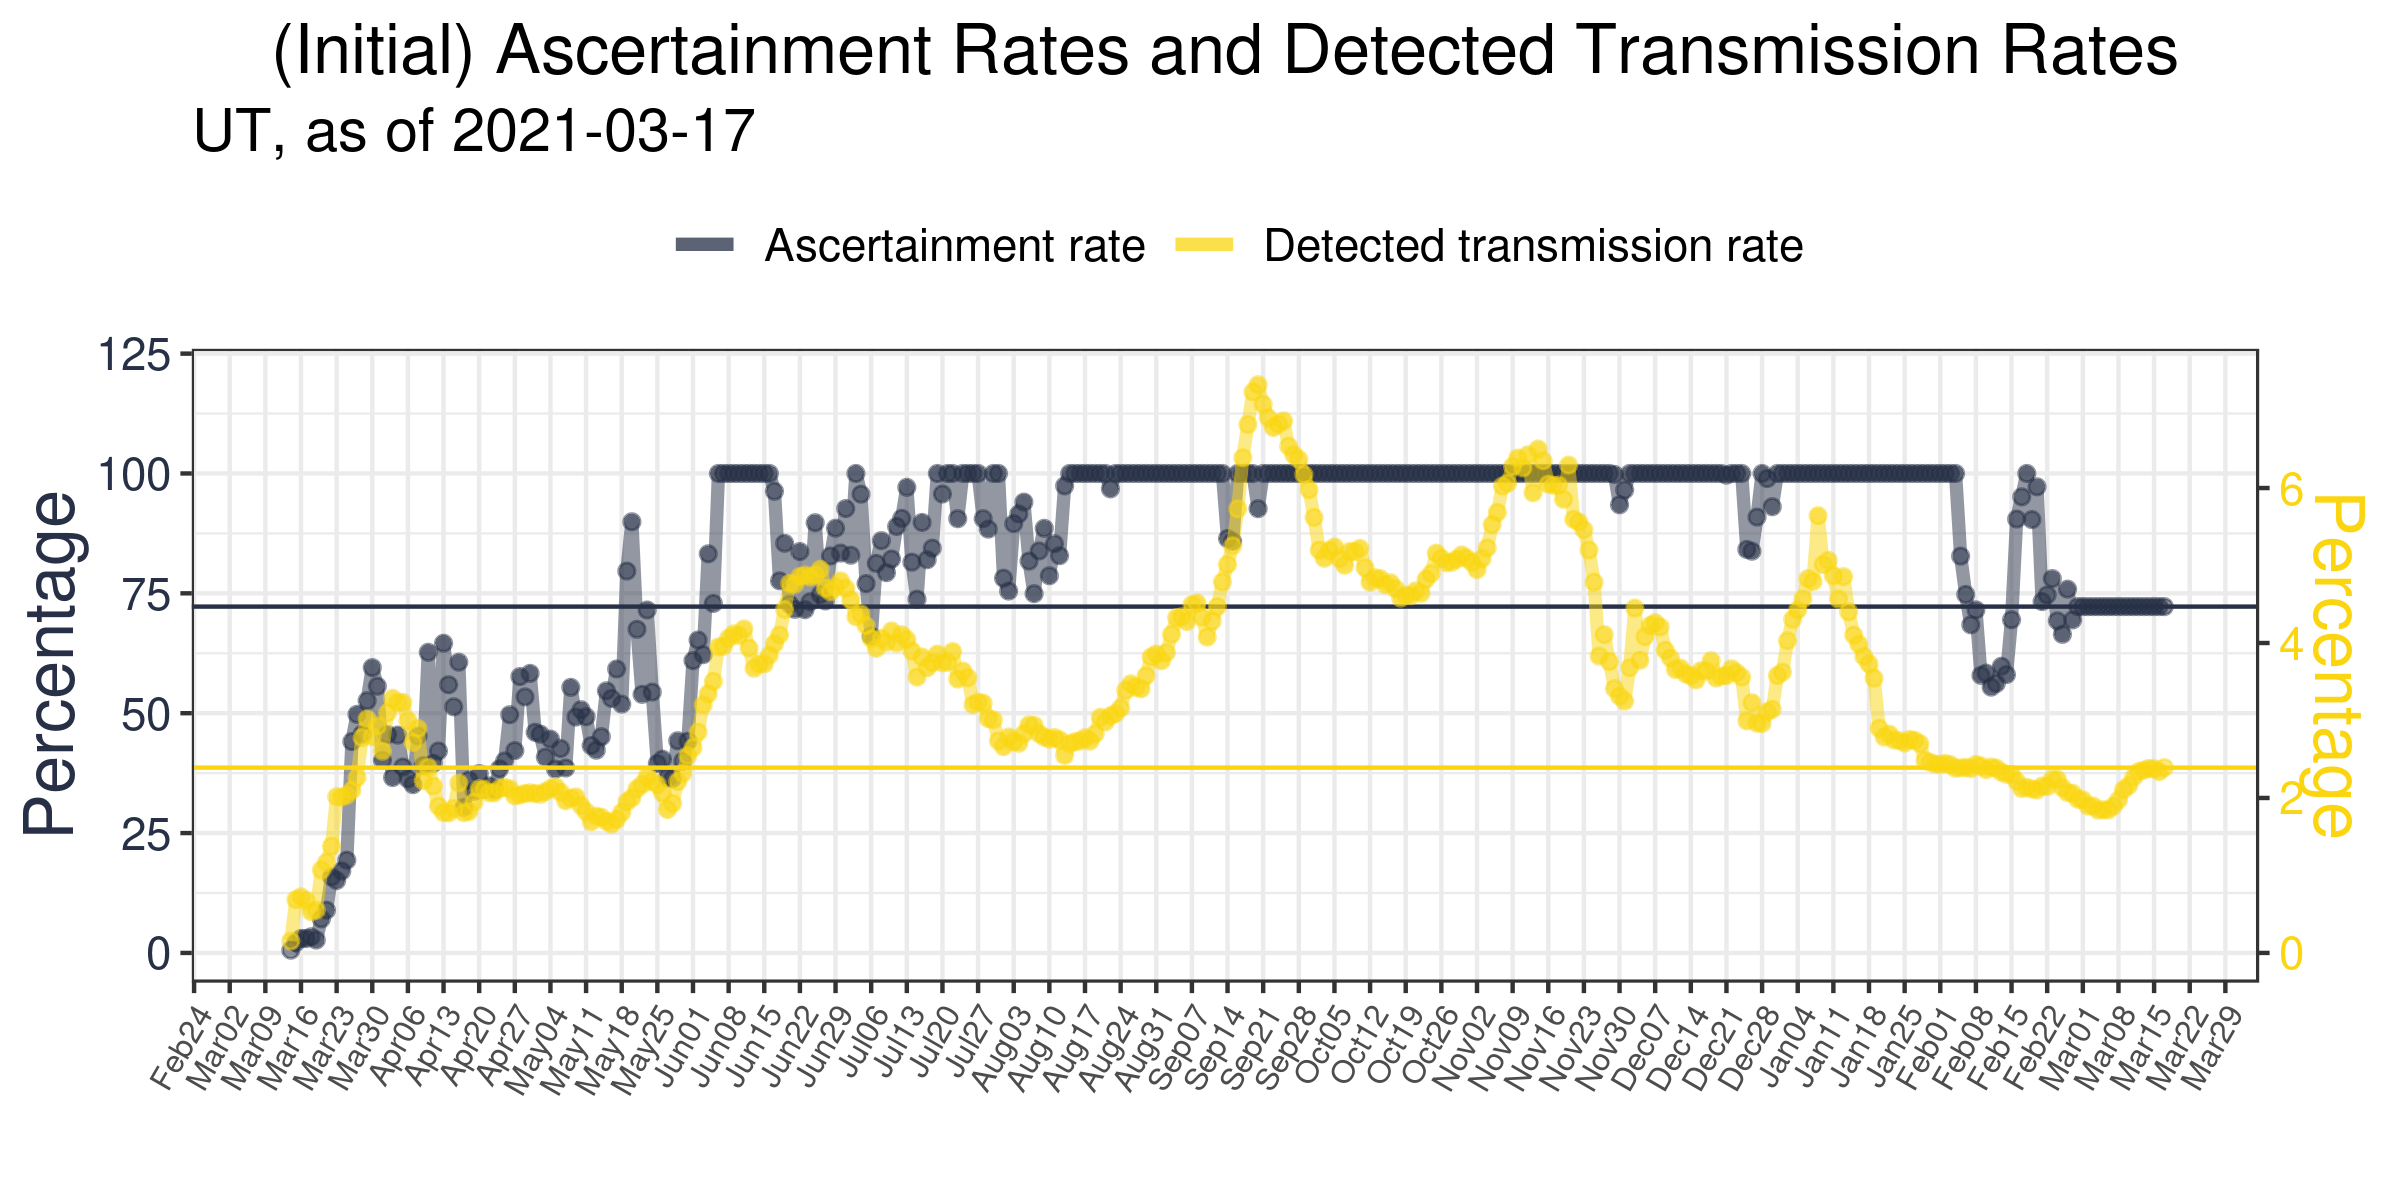 (Initial) Ascertainment Rates and Detected Transmission Rates
UT, as of 2021-03-17
Ascertainment rate
Detected transmission rate
Percentage
125
100
75
50
25
0
6
4
2
0
Percentage
Feb24
Mar02
Mar09
Mar16
Mar23
Mar30
Apr06
Apr13
Apr20
Apr27
May04
May11
May18
May25
Jun01
Jun08
Jun15
Jun22
Jun29
Jul06
Jul13
Jul20
Jul27
Aug03
Aug10
Aug17
Aug24
Aug31
Sep07
Sep14
Sep21
Sep28
Oct05
Oct12
Oct19
Oct26
Nov02
Nov09
Nov16
Nov23
Nov30
Dec07
Dec14
Dec21
Dec28
Jan04
Jan11
Jan18
Jan25
Feb01
Feb08
Feb15
Feb22
Mar01
Mar08
Mar15
Mar22
Mar29